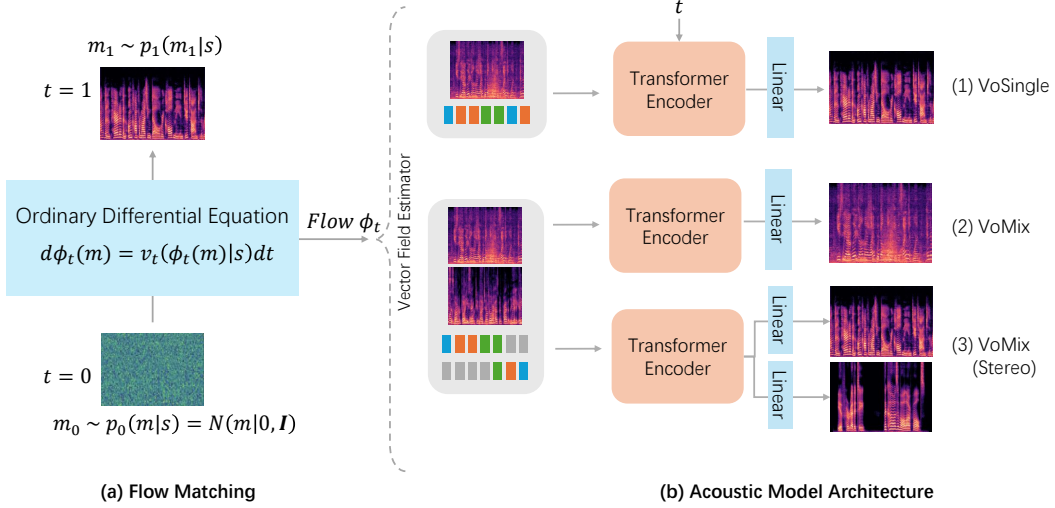 m₁ ~ p₁(m₁|s)
t = 1
Ordinary Differential Equation
dϕₜ(m) = vₜ(ϕₜ(m)|s)dt
t = 0
m₀ ~ p₀(m|s) = N(m|0, I)
(a) Flow Matching
Flow ϕₜ
Vector Field Estimator
t
Transformer
Encoder
Linear
(1) VoSingle
Transformer
Encoder
Linear
(2) VoMix
Transformer
Encoder
Linear
Linear
(3) VoMix
(Stereo)
(b) Acoustic Model Architecture